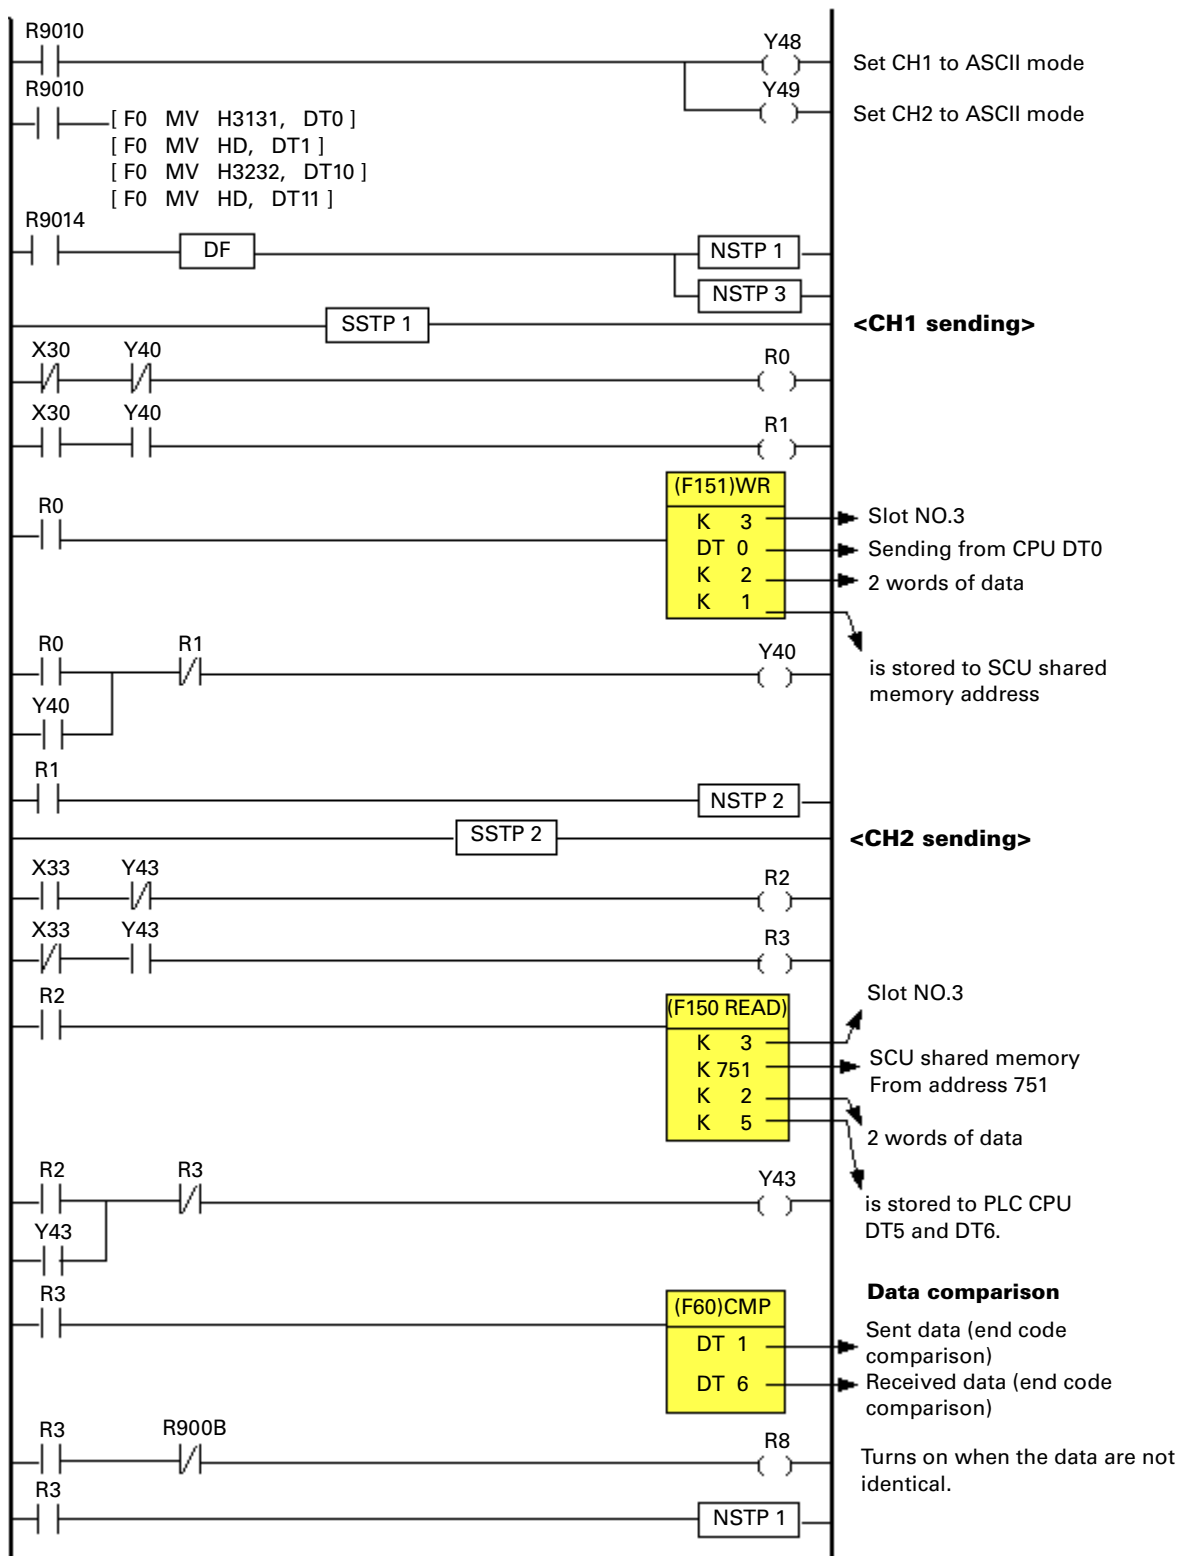 R9010
Y48
Set CH1 to ASCII mode
R9010
Y49
Set CH2 to ASCII mode
[ F0 MV H3131, DT0 ]
[ F0 MV HD, DT1 ]
[ F0 MV H3232, DT10 ]
[ F0 MV HD, DT11 ]
R9014
DF
NSTP 1
NSTP 3
SSTP 1
<CH1 sending>
X30 Y40
R0
X30 Y40
R1
R0
(F151)WR
K 3
Slot NO.3
DT 0
Sending from CPU DT0
K 2
2 words of data
K 1
is stored to SCU shared
memory address
R0 R1
Y40
Y40
R1
NSTP 2
SSTP 2
<CH2 sending>
X33 Y43
R2
X33 Y43
R3
R2
(F150 READ)
Slot NO.3
K 3
K 751
SCU shared memory
From address 751
K 2
2 words of data
K 5
is stored to PLC CPU
DT5 and DT6.
R2 R3
Y43
Y43
R3
Data comparison
(F60)CMP
DT 1
Sent data (end code
comparison)
DT 6
Received data (end code
comparison)
R3 R900B
R8
Turns on when the data are not
identical.
R3
NSTP 1